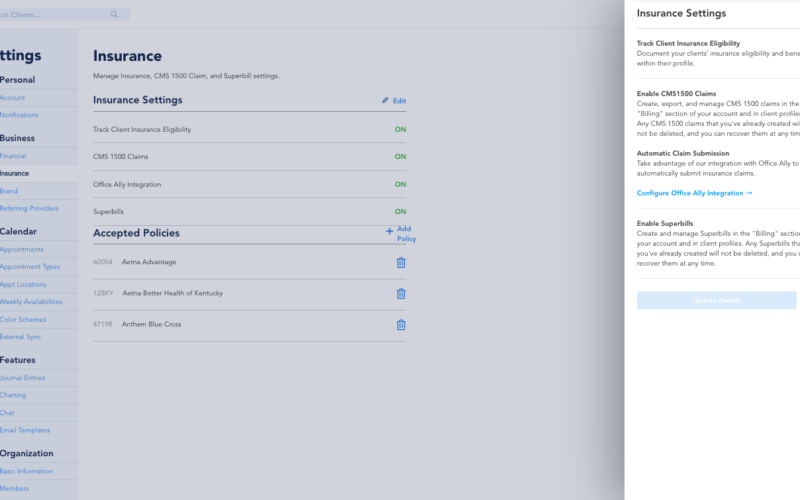 rch Clients...
ttings
Personal
Account
Notifications
Business
Financial
Insurance
Brand
Referring Providers
Calendar
Appointments
Appointment Types
Appt Locations
Weekly Availabilities
Color Schemes
External Sync
Features
Journal Entries
Charting
Chat
Email Templates
Organization
Basic Information
Members
Insurance
Manage Insurance, CMS 1500 Claim, and Superbill settings.
Insurance Settings
Edit
Track Client Insurance Eligibility ON
CMS 1500 Claims ON
Office Ally Integration ON
Superbills ON
Accepted Policies
+ Add
Policy
60054 Aetna Advantage
128KY Aetna Better Health of Kentucky
47198 Anthem Blue Cross
Insurance Settings
Track Client Insurance Eligibility
Document your clients' insurance eligibility and bene
within their profile.
Enable CMS1500 Claims
Create, export, and manage CMS 1500 claims in the
"Billing" section of your account and in client profiles
Any CMS 1500 claims that you've already created wi
not be deleted, and you can recover them at any tim
Automatic Claim Submission
Take advantage of our integration with Office Ally to
automatically submit insurance claims.
Configure Office Ally Integration →
Enable Superbills
Create and manage Superbills in the "Billing" section
your account and in client profiles. Any Superbills tha
you've already created will not be deleted, and you c
recover them at any time.
Update Details